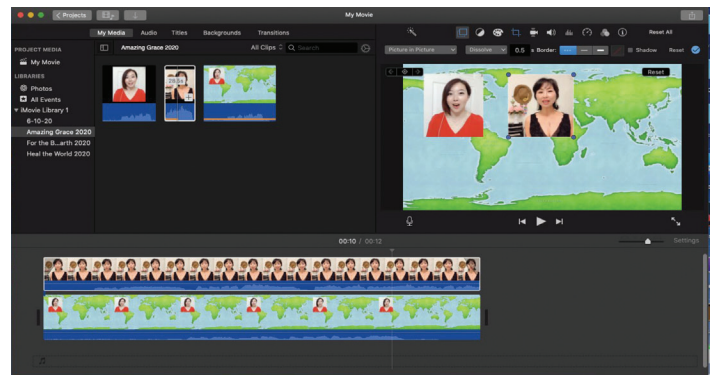 Projects
My Movie
My Media Audio Titles Backgrounds Transitions
Reset All
PROJECT MEDIA
My Movie
LIBRARIES
Photos
All Events
iMovie Library 1
6-10-20
Amazing Grace 2020
For the B...arth 2020
Heal the World 2020
Amazing Grace 2020 All Clips Search
Picture in Picture Dissolve 0.5 s Border: Shadow Reset
Reset
00:10 / 00:12
Settings